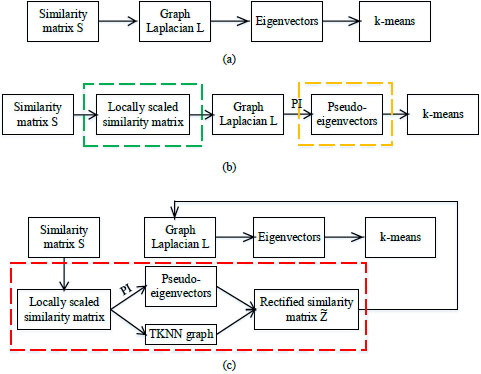 Similarity
matrix S
Graph
Laplacian L
Eigenvectors
k-means
(a)
Similarity
matrix S
Locally scaled
similarity matrix
Graph
Laplacian L
PI
Pseudo-
eigenvectors
k-means
(b)
Similarity
matrix S
Graph
Laplacian L
Eigenvectors
k-means
Locally scaled
similarity matrix
PI
Pseudo-
eigenvectors
TKNN graph
Rectified similarity
matrix Z̃
(c)